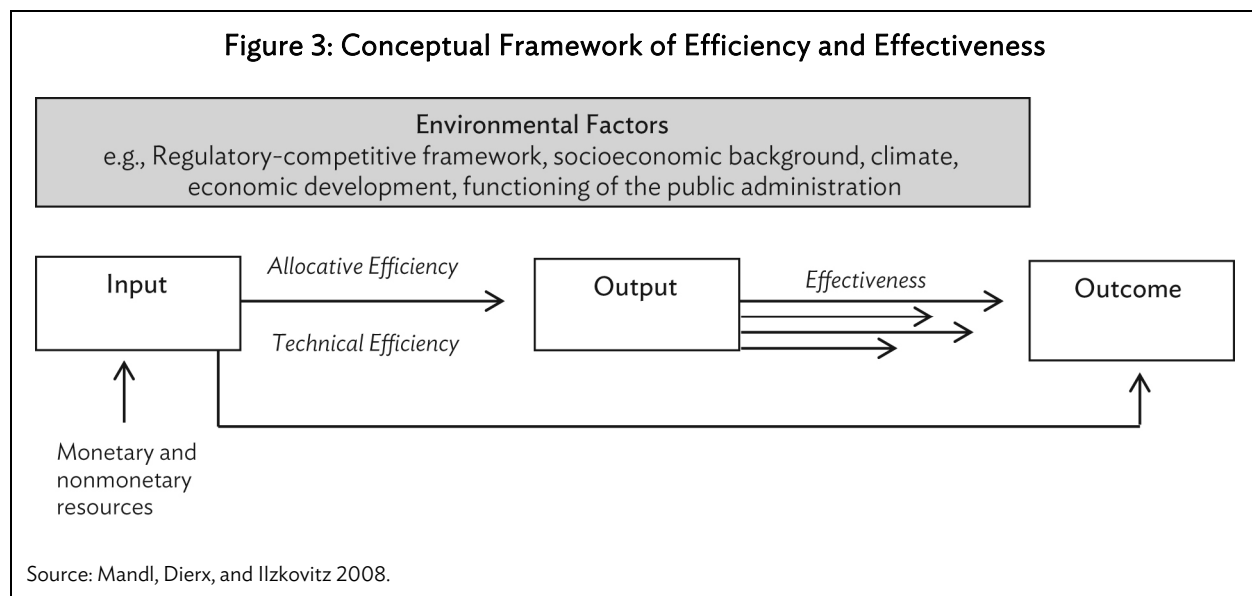 Figure 3: Conceptual Framework of Efficiency and Effectiveness
Environmental Factors
e.g., Regulatory-competitive framework, socioeconomic background, climate,
economic development, functioning of the public administration
Input
Allocative Efficiency
Technical Efficiency
Output
Effectiveness
Outcome
Monetary and
nonmonetary
resources
Source: Mandl, Dierx, and Ilzkovitz 2008.